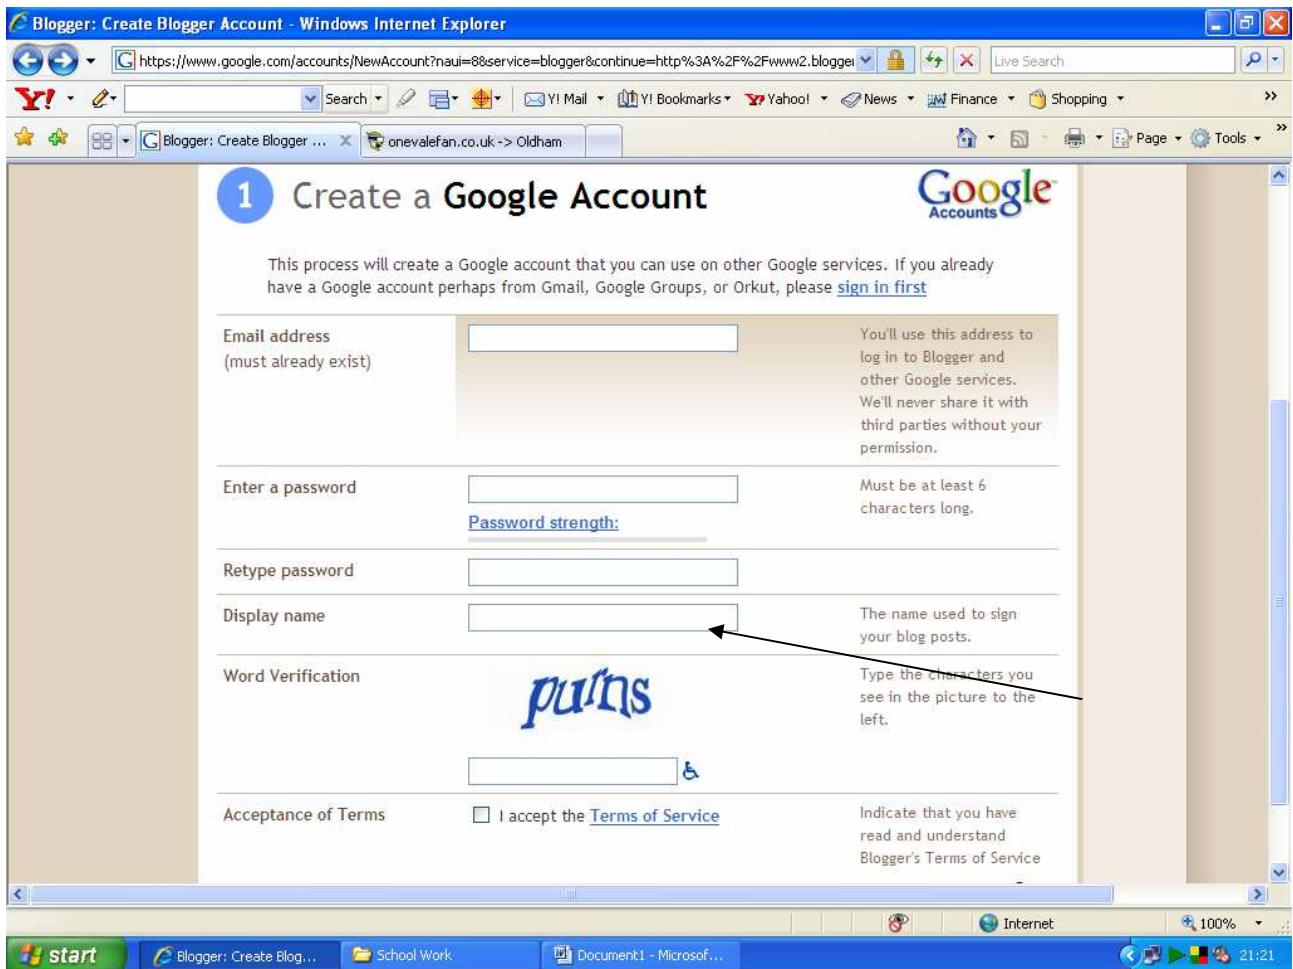 Blogger: Create Blogger Account - Windows Internet Explorer
https://www.google.com/accounts/NewAccount?naui=8&service=blogger&continue=http%3A%2F%2Fwww2.blogger
Live Search
Y! Search Y! Mail Y! Bookmarks Yahoo! News Finance Shopping »
Blogger: Create Blogger ... X onevalefan.co.uk -> Oldham Page Tools »
1 Create a Google Account
Google
Accounts
This process will create a Google account that you can use on other Google services. If you already
have a Google account perhaps from Gmail, Google Groups, or Orkut, please sign in first
Email address
(must already exist)
You'll use this address to
log in to Blogger and
other Google services.
We'll never share it with
third parties without your
permission.
Enter a password
Password strength:
Must be at least 6
characters long.
Retype password
Display name
The name used to sign
your blog posts.
Word Verification
purns
Type the characters you
see in the picture to the
left.
Acceptance of Terms
I accept the Terms of Service
Indicate that you have
read and understand
Blogger's Terms of Service
Internet 100%
start Blogger: Create Blog... School Work Document1 - Microsof... 21:21